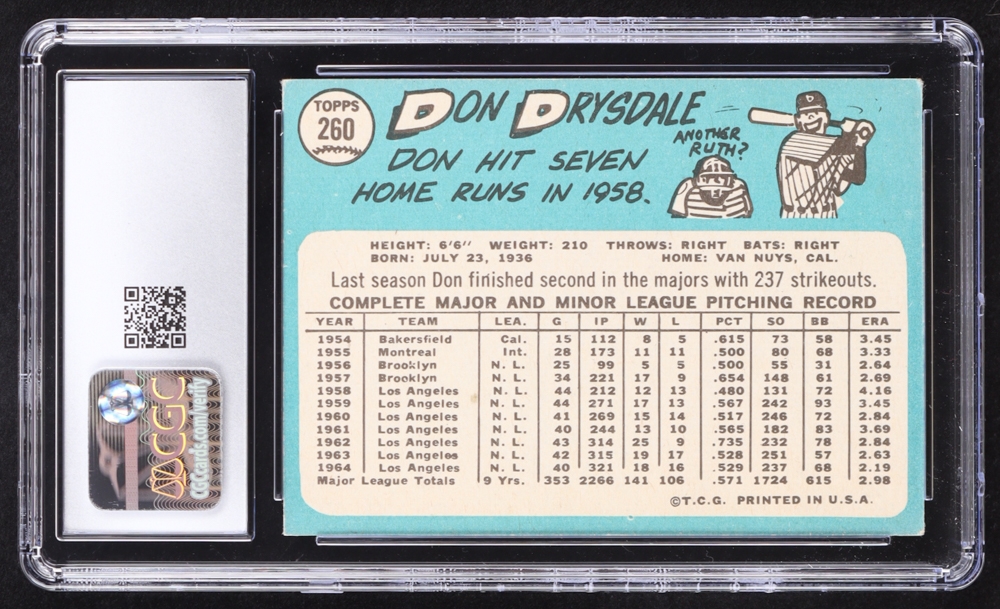 TOPPS
260
DON DRYSDALE
DON HIT SEVEN
HOME RUNS IN 1958.
ANOTHER
RUTH?
D
HEIGHT: 6'6" WEIGHT: 210 THROWS: RIGHT BATS: RIGHT
BORN: JULY 23, 1936 HOME: VAN NUYS, CAL.
Last season Don finished second in the majors with 237 strikeouts.
COMPLETE MAJOR AND MINOR LEAGUE PITCHING RECORD
YEAR TEAM LEA. G IP W L PCT SO BB ERA
1954 Bakersfield Cal. 15 112 8 5 .615 73 58 3.45
1955 Montreal Int. 28 173 11 11 .500 80 68 3.33
1956 Brooklyn N. L. 25 99 5 5 .500 55 31 2.64
1957 Brooklyn N. L. 34 221 17 9 .654 148 61 2.69
1958 Los Angeles N. L. 44 212 12 13 .480 131 72 4.16
1959 Los Angeles N. L. 44 271 17 13 .567 242 93 3.45
1960 Los Angeles N. L. 41 269 15 14 .517 246 72 2.84
1961 Los Angeles N. L. 40 244 13 10 .565 182 83 3.69
1962 Los Angeles N. L. 43 314 25 9 .735 232 78 2.84
1963 Los Angeles N. L. 42 315 19 17 .528 251 57 2.63
1964 Los Angeles N. L. 40 321 18 16 .529 237 68 2.19
Major League Totals 9 Yrs. 353 2266 141 106 .571 1724 615 2.98
©T.C.G. PRINTED IN U.S.A.
CGC
CGCcards.com/verify